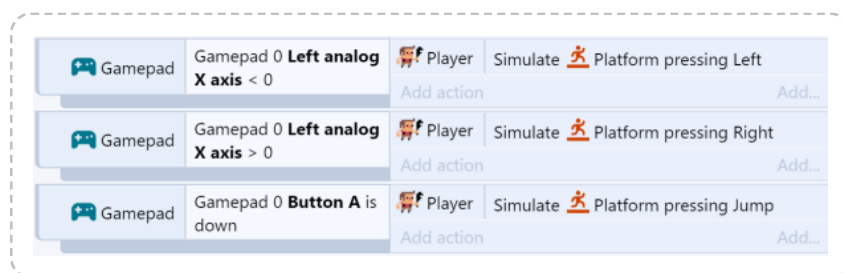 Gamepad Gamepad 0 Left analog X axis < 0 Player Simulate Platform pressing Left
Add action Add...
Gamepad Gamepad 0 Left analog X axis > 0 Player Simulate Platform pressing Right
Add action Add...
Gamepad Gamepad 0 Button A is down Player Simulate Platform pressing Jump
Add action Add...